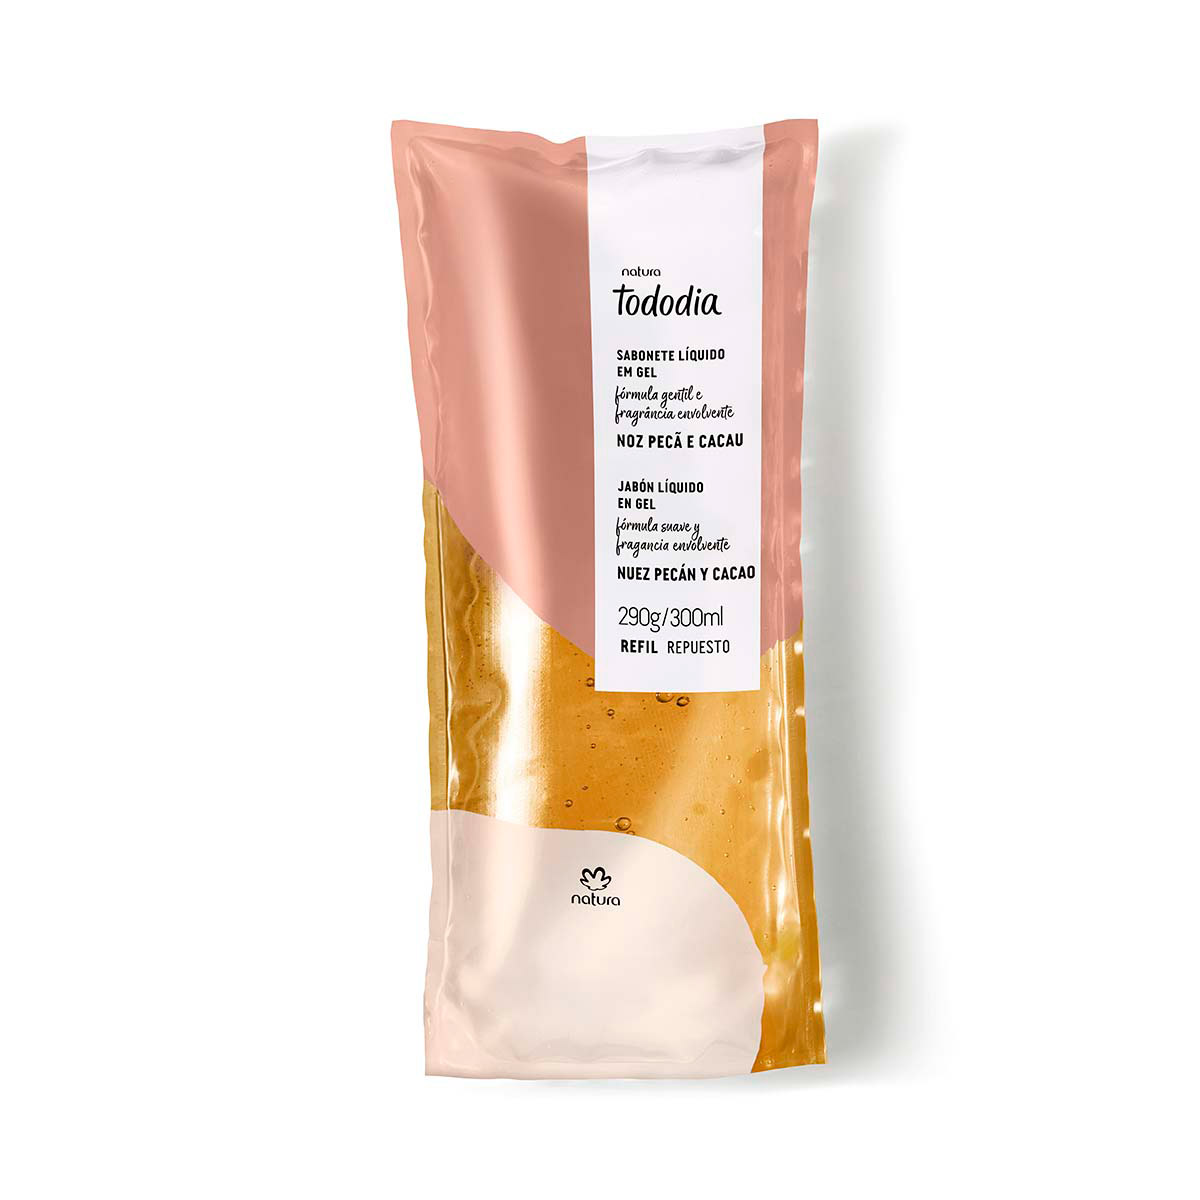 natura
Tododia
SABONETE LÍQUIDO
EM GEL
fórmula gentil e
fragrância envolvente
NOZ PECÃ E CACAU
JABÓN LÍQUIDO
EN GEL
fórmula suave y
fragancia envolvente
NUEZ PECÁN Y CACAO
290g/300ml
REFIL REPUESTO
natura